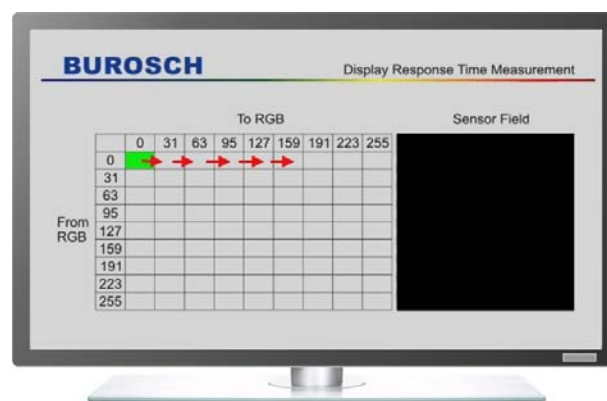 BUROSCH
Display Response Time Measurement
To RGB
Sensor Field
0 31 63 95 127 159 191 223 255
0
31
63
95
From
RGB
127
159
191
223
255